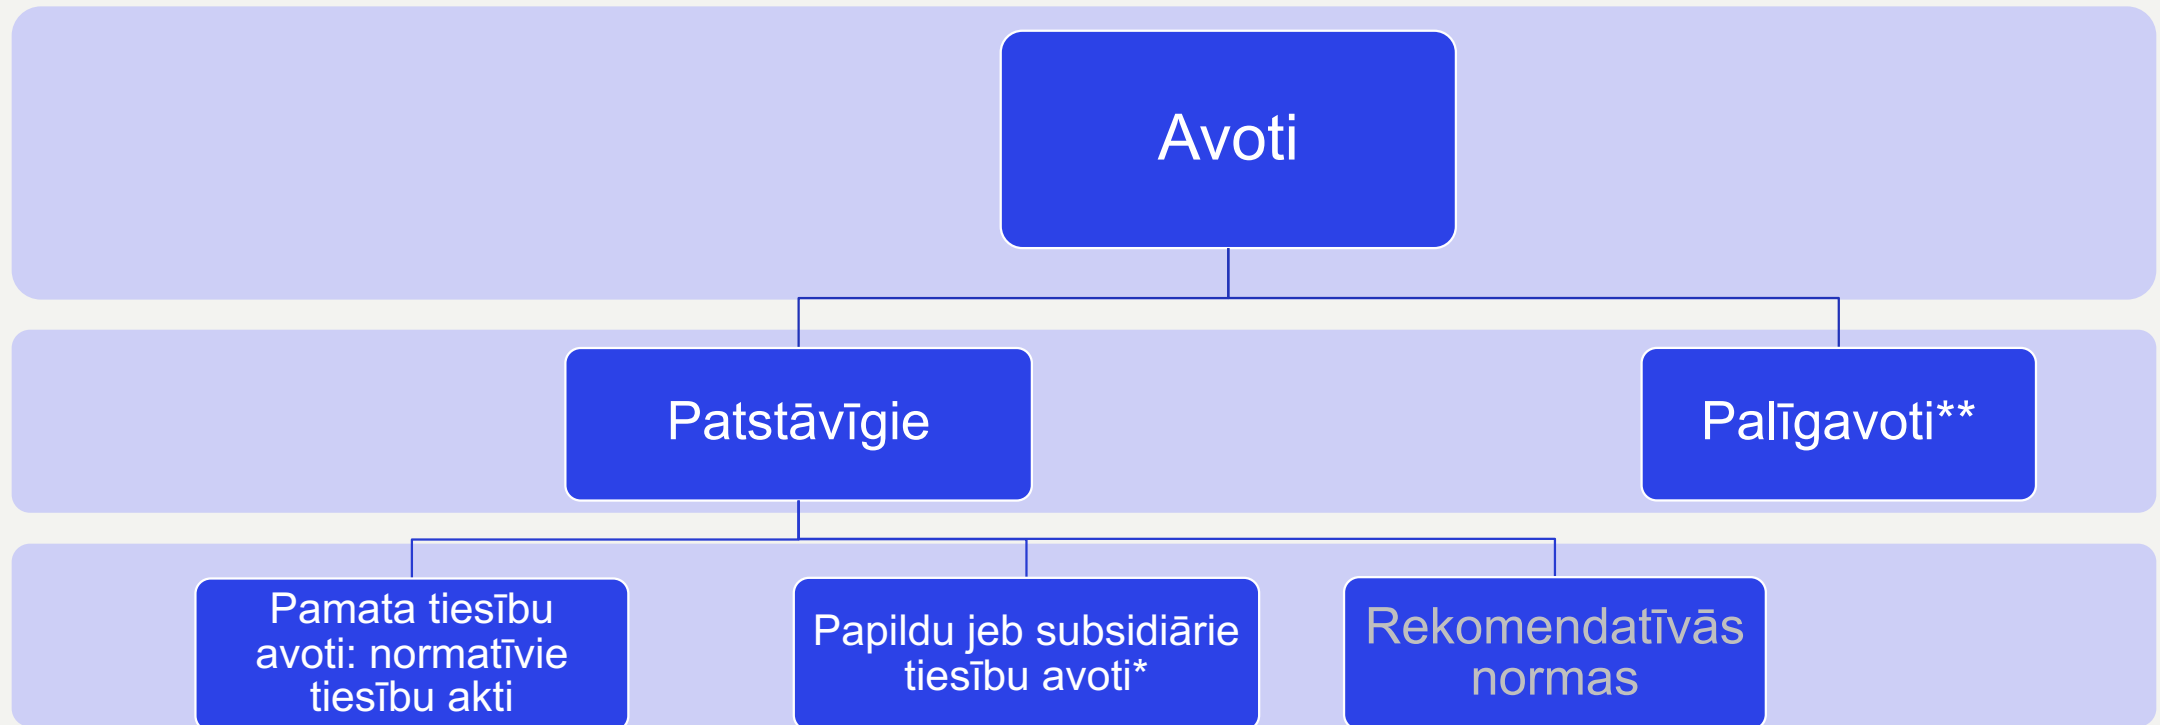 Avoti
Patstāvīgie
Palīgavoti**
Pamata tiesību
avoti: normatīvie
tiesību akti
Papildu jeb subsidiārie
tiesību avoti*
Rekomendatīvās
normas